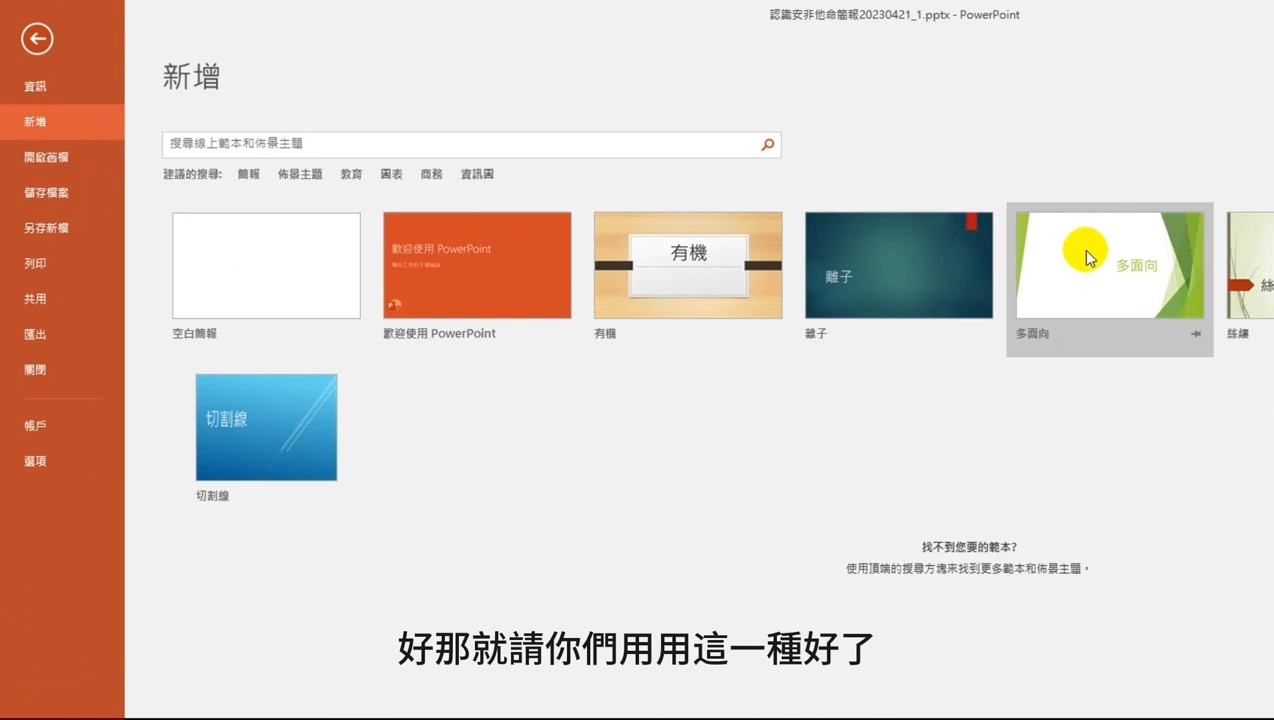 認識安非他命簡報20230421_1.pptx - PowerPoint
資訊
新增
開啟舊檔
儲存檔案
另存新檔
列印
共用
匯出
關閉
帳戶
選項
新增
搜尋線上範本和佈景主題
建議的搜尋: 簡報 佈景主題 教育 圖表 商務 資訊圖
歡迎使用 PowerPoint
有機
離子
多面向
絲
空白簡報
歡迎使用 PowerPoint
有機
離子
多面向
絲縷
切割線
切割線
找不到您要的範本?
使用頂端的搜尋方塊來找到更多範本和佈景主題。
好那就請你們用用這一種好了